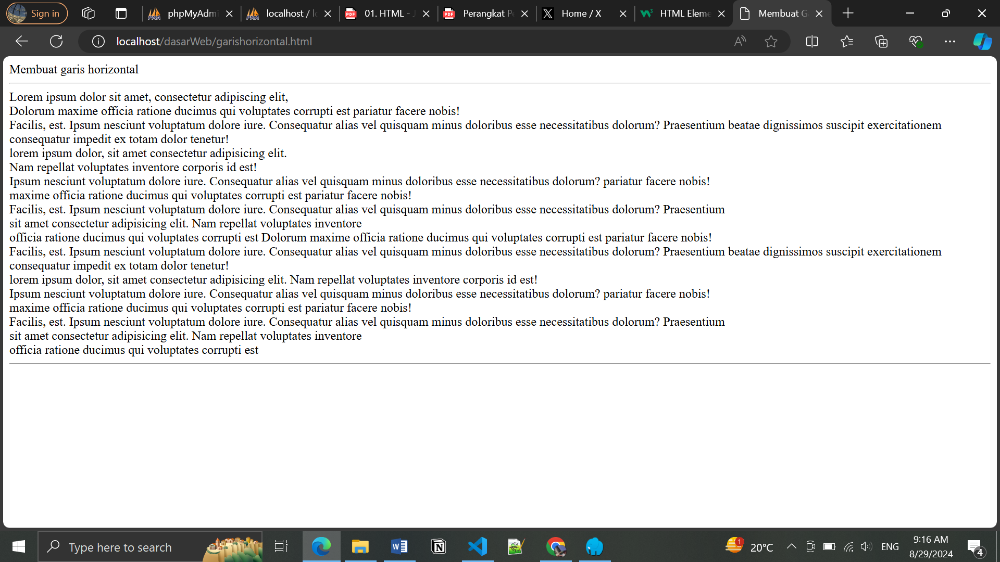 Sign in
phpMyAdmi
localhost / lo
01. HTML - J
Perangkat Pe
Home / X
HTML Eleme
Membuat G
localhost/dasarWeb/garishorizontal.html
Membuat garis horizontal
Lorem ipsum dolor sit amet, consectetur adipiscing elit,
Dolorum maxime officia ratione ducimus qui voluptates corrupti est pariatur facere nobis!
Facilis, est. Ipsum nesciunt voluptatum dolore iure. Consequatur alias vel quisquam minus doloribus esse necessitatibus dolorum? Praesentium beatae dignissimos suscipit exercitationem
consequatur impedit ex totam dolor tenetur!
lorem ipsum dolor, sit amet consectetur adipisicing elit.
Nam repellat voluptates inventore corporis id est!
Ipsum nesciunt voluptatum dolore iure. Consequatur alias vel quisquam minus doloribus esse necessitatibus dolorum? pariatur facere nobis!
maxime officia ratione ducimus qui voluptates corrupti est pariatur facere nobis!
Facilis, est. Ipsum nesciunt voluptatum dolore iure. Consequatur alias vel quisquam minus doloribus esse necessitatibus dolorum? Praesentium
sit amet consectetur adipisicing elit. Nam repellat voluptates inventore
officia ratione ducimus qui voluptates corrupti est Dolorum maxime officia ratione ducimus qui voluptates corrupti est pariatur facere nobis!
Facilis, est. Ipsum nesciunt voluptatum dolore iure. Consequatur alias vel quisquam minus doloribus esse necessitatibus dolorum? Praesentium beatae dignissimos suscipit exercitationem
consequatur impedit ex totam dolor tenetur!
lorem ipsum dolor, sit amet consectetur adipisicing elit. Nam repellat voluptates inventore corporis id est!
Ipsum nesciunt voluptatum dolore iure. Consequatur alias vel quisquam minus doloribus esse necessitatibus dolorum? pariatur facere nobis!
maxime officia ratione ducimus qui voluptates corrupti est pariatur facere nobis!
Facilis, est. Ipsum nesciunt voluptatum dolore iure. Consequatur alias vel quisquam minus doloribus esse necessitatibus dolorum? Praesentium
sit amet consectetur adipisicing elit. Nam repellat voluptates inventore
officia ratione ducimus qui voluptates corrupti est
Type here to search
1
20°C
ENG
9:16 AM
8/29/2024
4